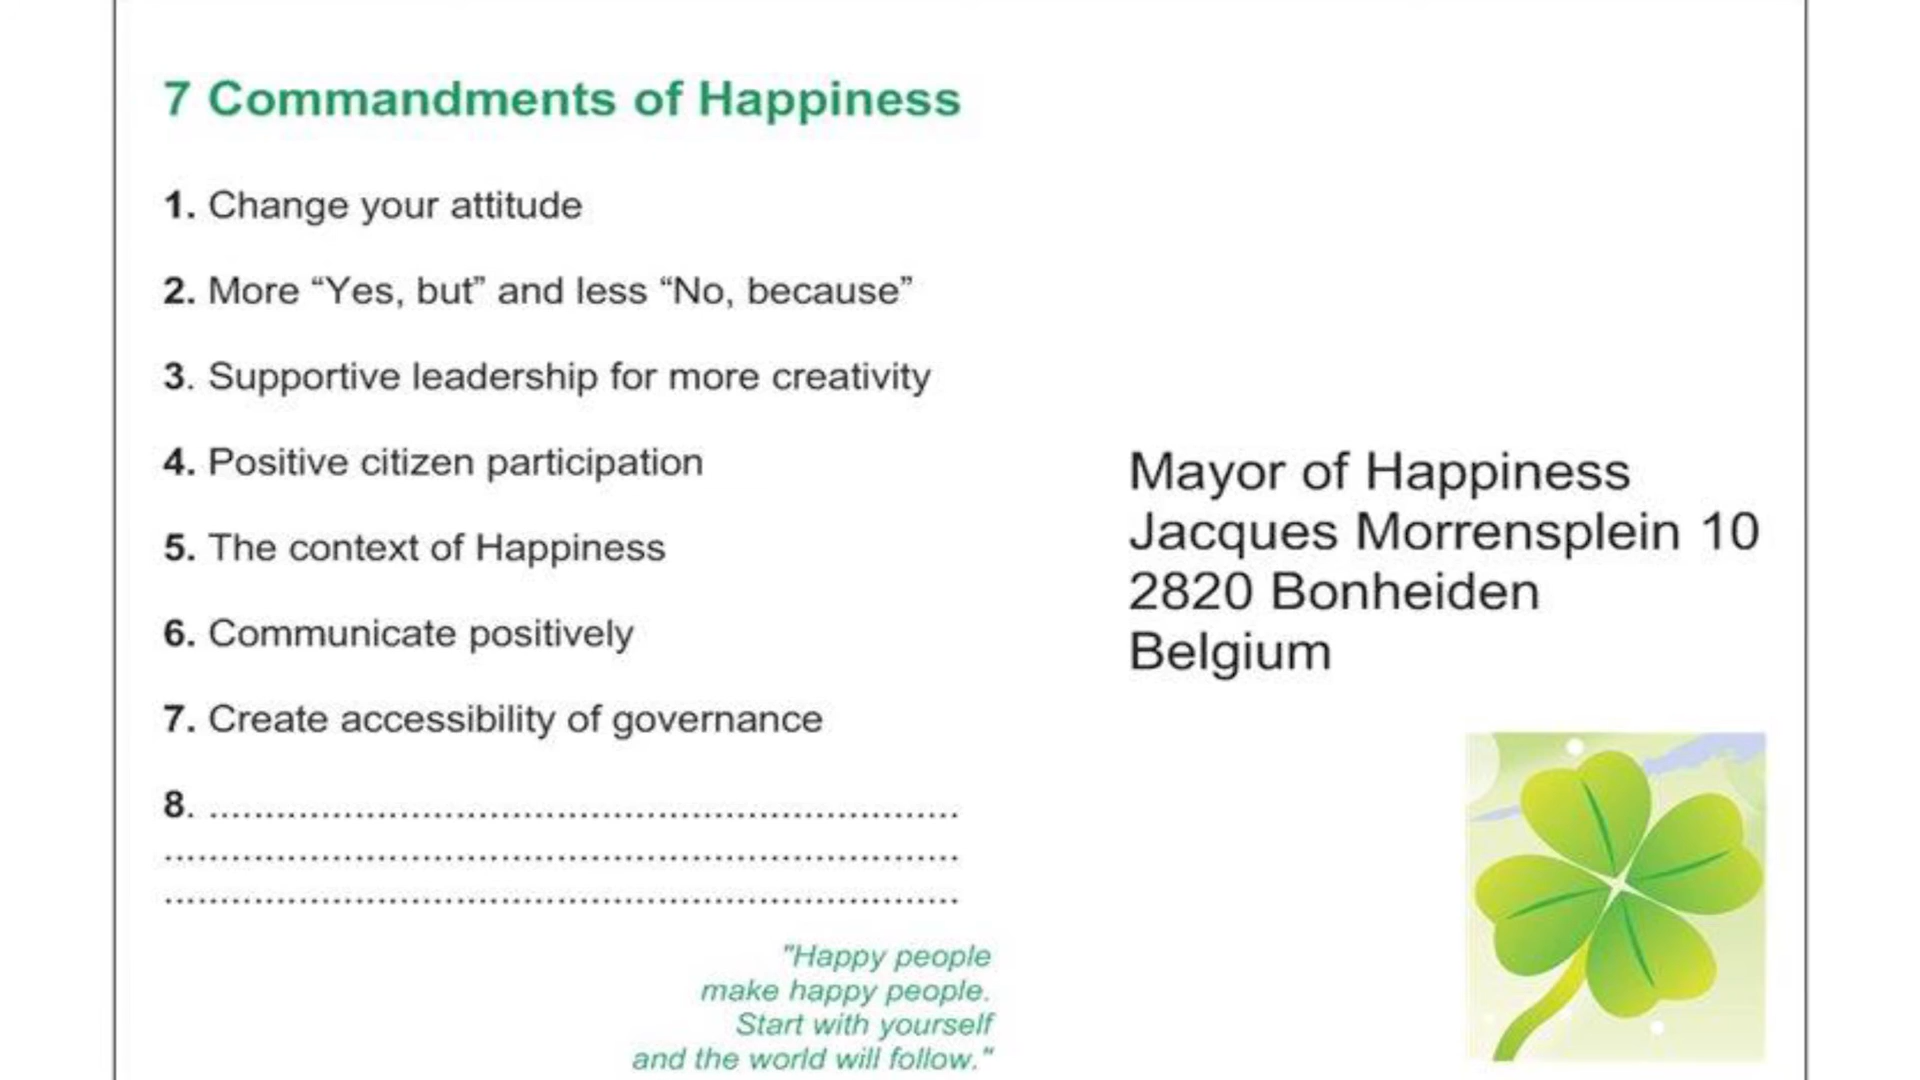 7 Commandments of Happiness
1. Change your attitude
2. More “Yes, but” and less “No, because”
3. Supportive leadership for more creativity
4. Positive citizen participation
5. The context of Happiness
6. Communicate positively
7. Create accessibility of governance
8. ...................................................................
.......................................................................
.......................................................................
"Happy people
make happy people.
Start with yourself
and the world will follow."
Mayor of Happiness
Jacques Morrensplein 10
2820 Bonheiden
Belgium